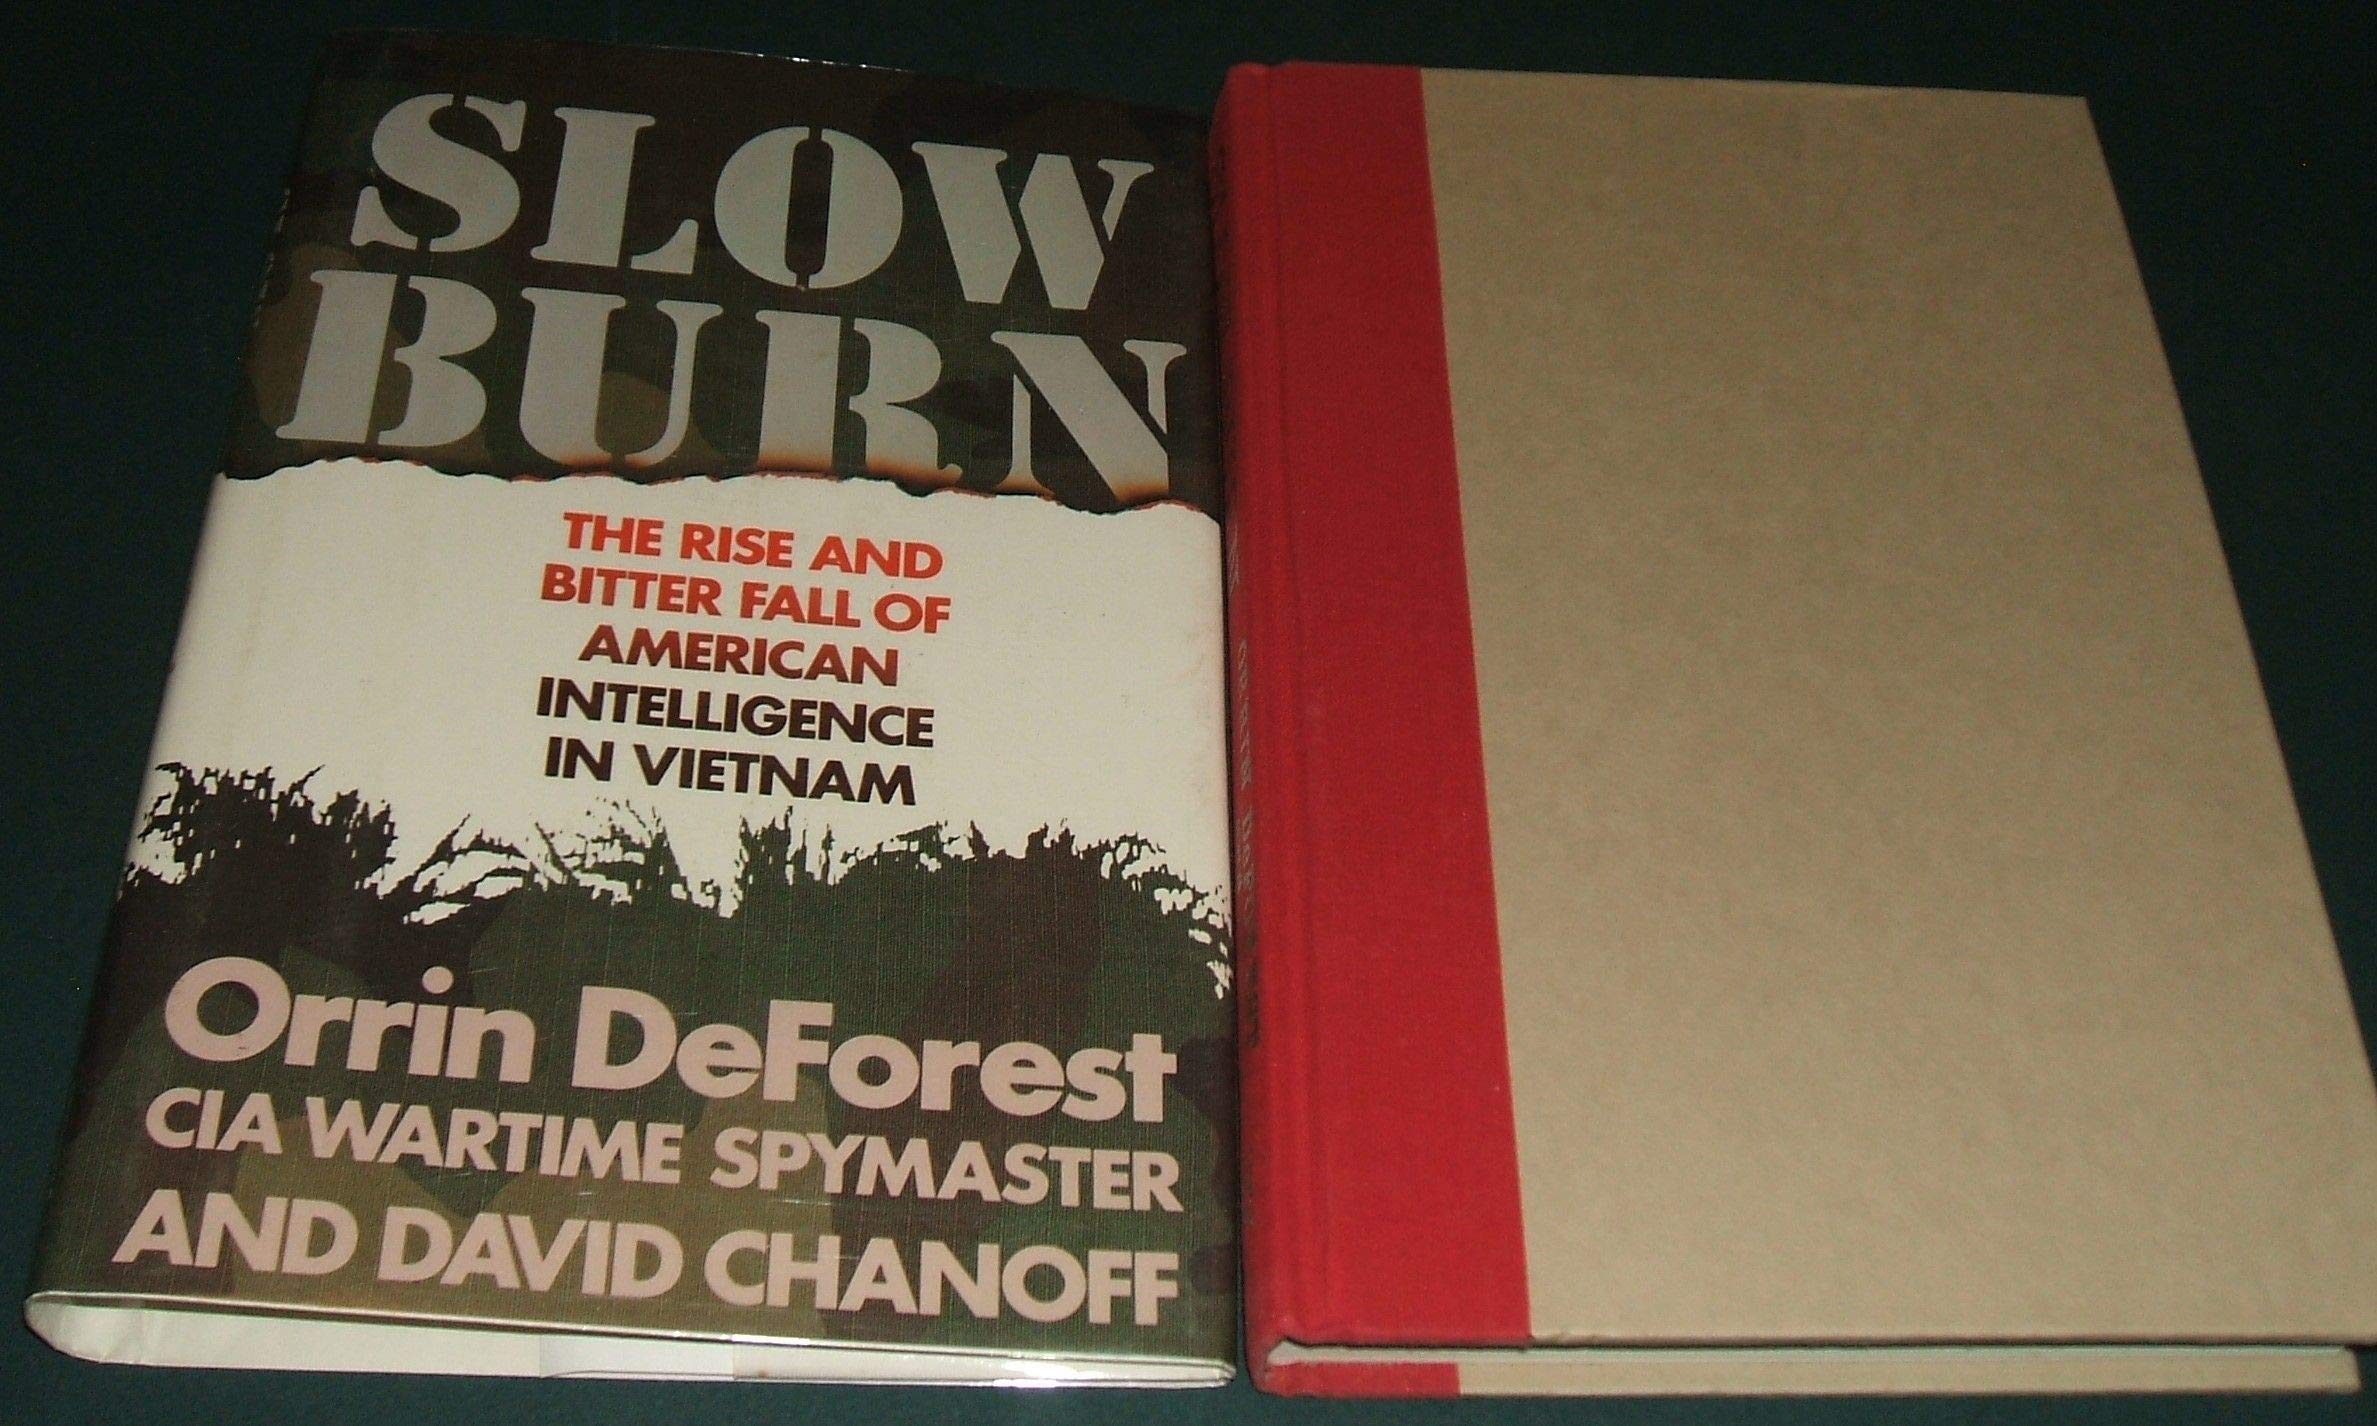 SLOW
BURN
THE RISE AND
BITTER FALL OF
AMERICAN
INTELLIGENCE
IN VIETNAM
Orrin DeForest
CIA WARTIME SPYMASTER
AND DAVID CHANOFF